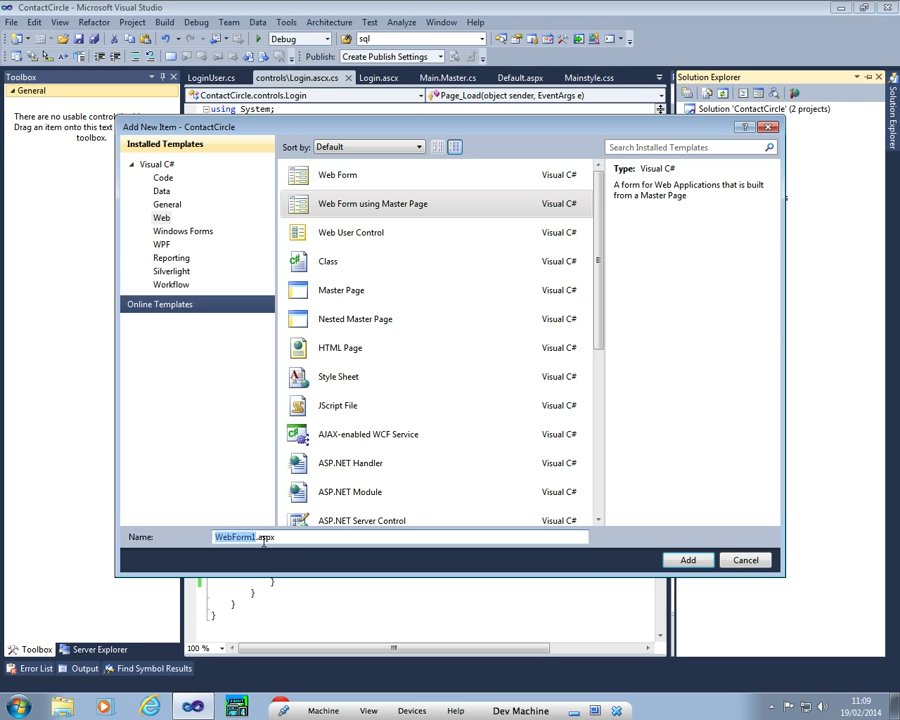 ContactCircle - Microsoft Visual Studio
File Edit View Refactor Project Build Debug Team Data Tools Architecture Test Analyze Window Help
Debug sql
Publish: Create Publish Settings
Toolbox
General
There are no usable contro
Drag an item onto this text
toolbox.
LoginUser.cs controls\Login.ascx.cs Login.ascx Main.Master.cs Default.aspx Mainstyle.css
ContactCircle.controls.Login Page_Load(object sender, EventArgs e)
using System;
Solution Explorer
Solution 'ContactCircle' (2 projects)
Solution Explorer
Add New Item - ContactCircle
Installed Templates
Visual C#
Code
Data
General
Web
Windows Forms
WPF
Reporting
Silverlight
Workflow
Online Templates
Sort by: Default
Search Installed Templates
Web Form Visual C#
Web Form using Master Page Visual C#
Web User Control Visual C#
Class Visual C#
Master Page Visual C#
Nested Master Page Visual C#
HTML Page Visual C#
Style Sheet Visual C#
JScript File Visual C#
AJAX-enabled WCF Service Visual C#
ASP.NET Handler Visual C#
ASP.NET Module Visual C#
ASP.NET Server Control Visual C#
Type: Visual C#
A form for Web Applications that is built
from a Master Page
Name: WebForm1.aspx
Add Cancel
}
}
}
}
100 %
Toolbox Server Explorer
Error List Output Find Symbol Results
Machine View Devices Help Dev Machine
11:09
19/02/2014